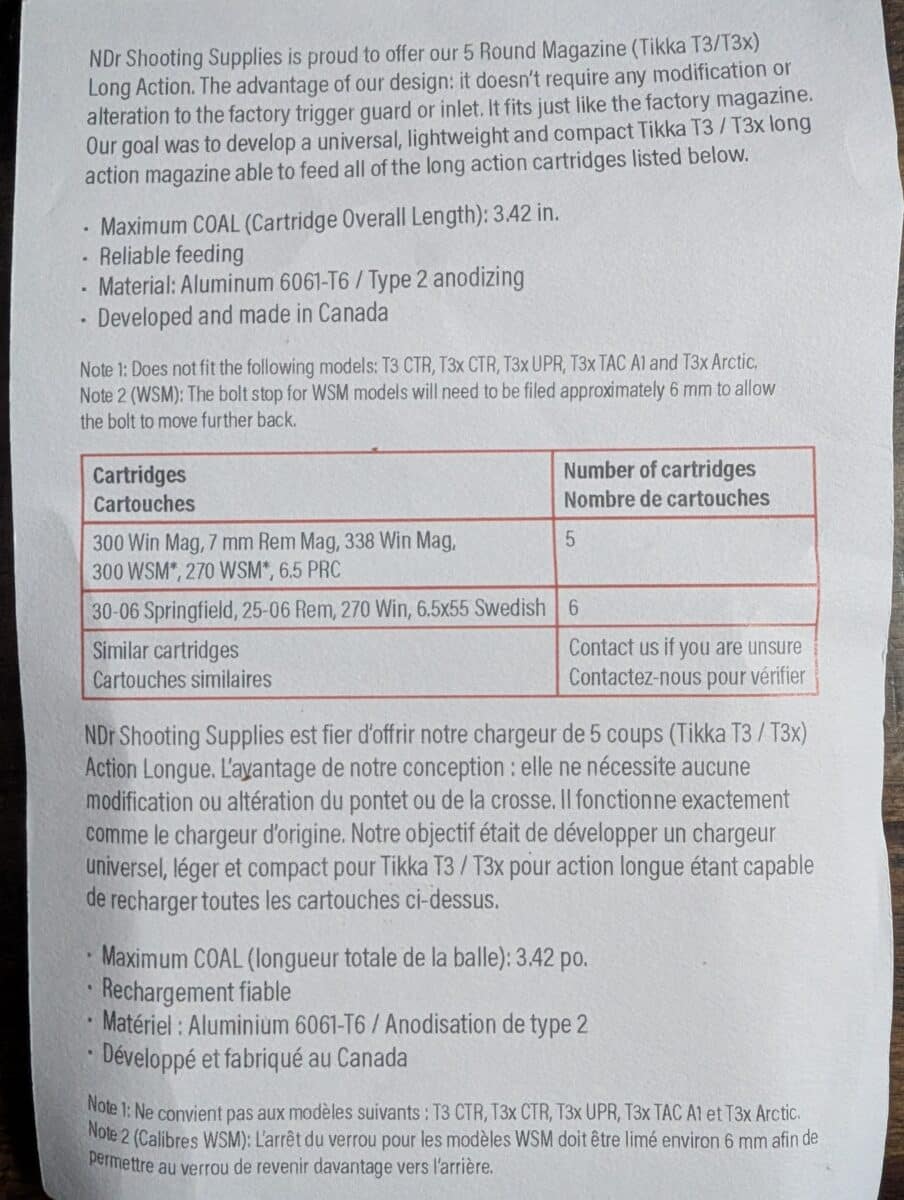 NDr Shooting Supplies is proud to offer our 5 Round Magazine (Tikka T3/T3x)
Long Action. The advantage of our design: it doesn't require any modification or
alteration to the factory trigger guard or inlet. It fits just like the factory magazine.
Our goal was to develop a universal, lightweight and compact Tikka T3 / T3x long
action magazine able to feed all of the long action cartridges listed below.
· Maximum COAL (Cartridge Overall Length): 3.42 in.
· Reliable feeding
· Material: Aluminum 6061-T6 / Type 2 anodizing
· Developed and made in Canada
Note 1: Does not fit the following models: T3 CTR, T3x CTR, T3x UPR, T3x TAC A1 and T3x Arctic.
Note 2 (WSM): The bolt stop for WSM models will need to be filed approximately 6 mm to allow
the bolt to move further back.
Cartridges
Cartouches
Number of cartridges
Nombre de cartouches
300 Win Mag, 7 mm Rem Mag, 338 Win Mag,
300 WSM*, 270 WSM*, 6.5 PRC
5
30-06 Springfield, 25-06 Rem, 270 Win, 6.5x55 Swedish
6
Similar cartridges
Cartouches similaires
Contact us if you are unsure
Contactez-nous pour vérifier
NDr Shooting Supplies est fier d'offrir notre chargeur de 5 coups (Tikka T3 / T3x)
Action Longue. L'avantage de notre conception : elle ne nécessite aucune
modification ou altération du pontet ou de la crosse. Il fonctionne exactement
comme le chargeur d'origine. Notre objectif était de développer un chargeur
universel, léger et compact pour Tikka T3 / T3x pour action longue étant capable
de recharger toutes les cartouches ci-dessus.
· Maximum COAL (longueur totale de la balle): 3.42 po.
· Rechargement fiable
· Matériel : Aluminium 6061-T6 / Anodisation de type 2
· Développé et fabriqué au Canada
Note 1: Ne convient pas aux modèles suivants : T3 CTR, T3x CTR, T3x UPR, T3x TAC A1 et T3x Arctic.
Note 2 (Calibres WSM): L'arrêt du verrou pour les modèles WSM doit être limé environ 6 mm afin de
permettre au verrou de revenir davantage vers l'arrière.